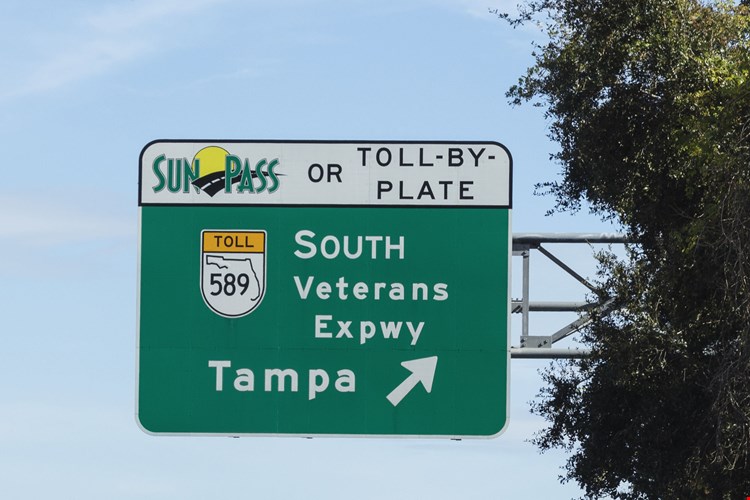 SUNPASS OR TOLL-BY-
PLATE
TOLL
589
SOUTH
Veterans
Expwy
Tampa